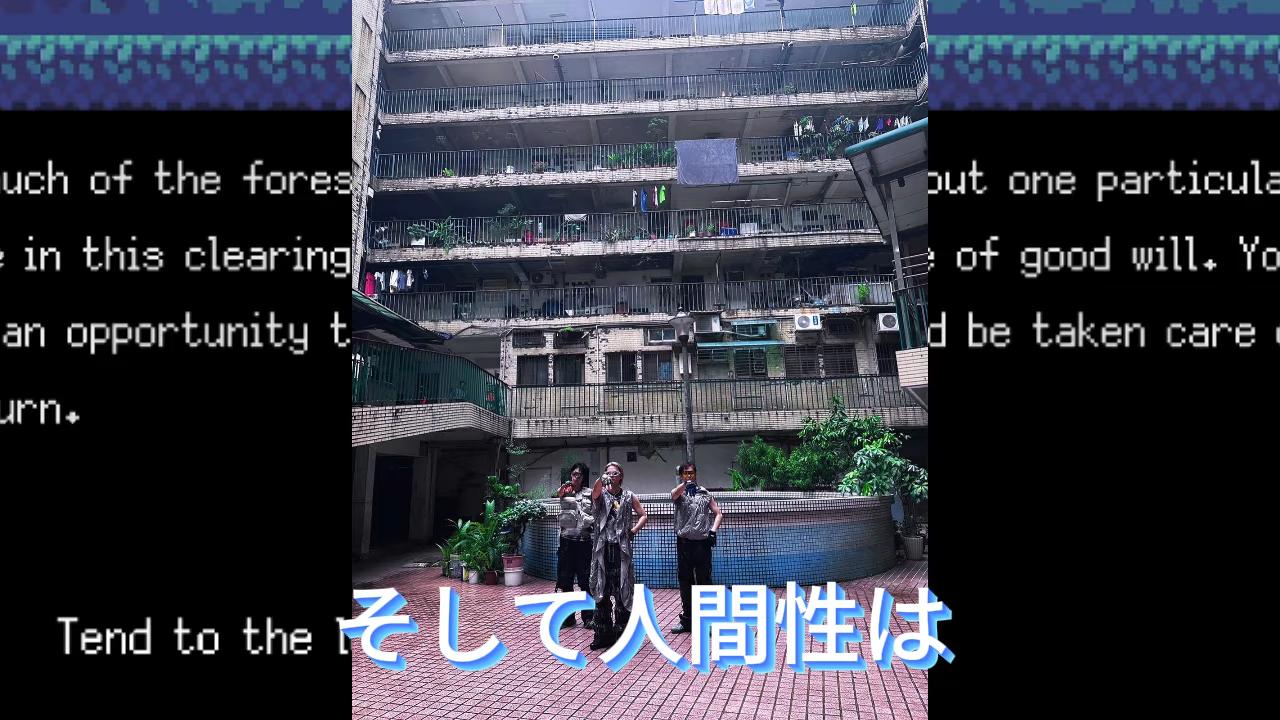 much of the fores
out one particula
e in this clearing
e of good will. Yo
an opportunity t
d be taken care
urn.
Tend to the
そして人間性は